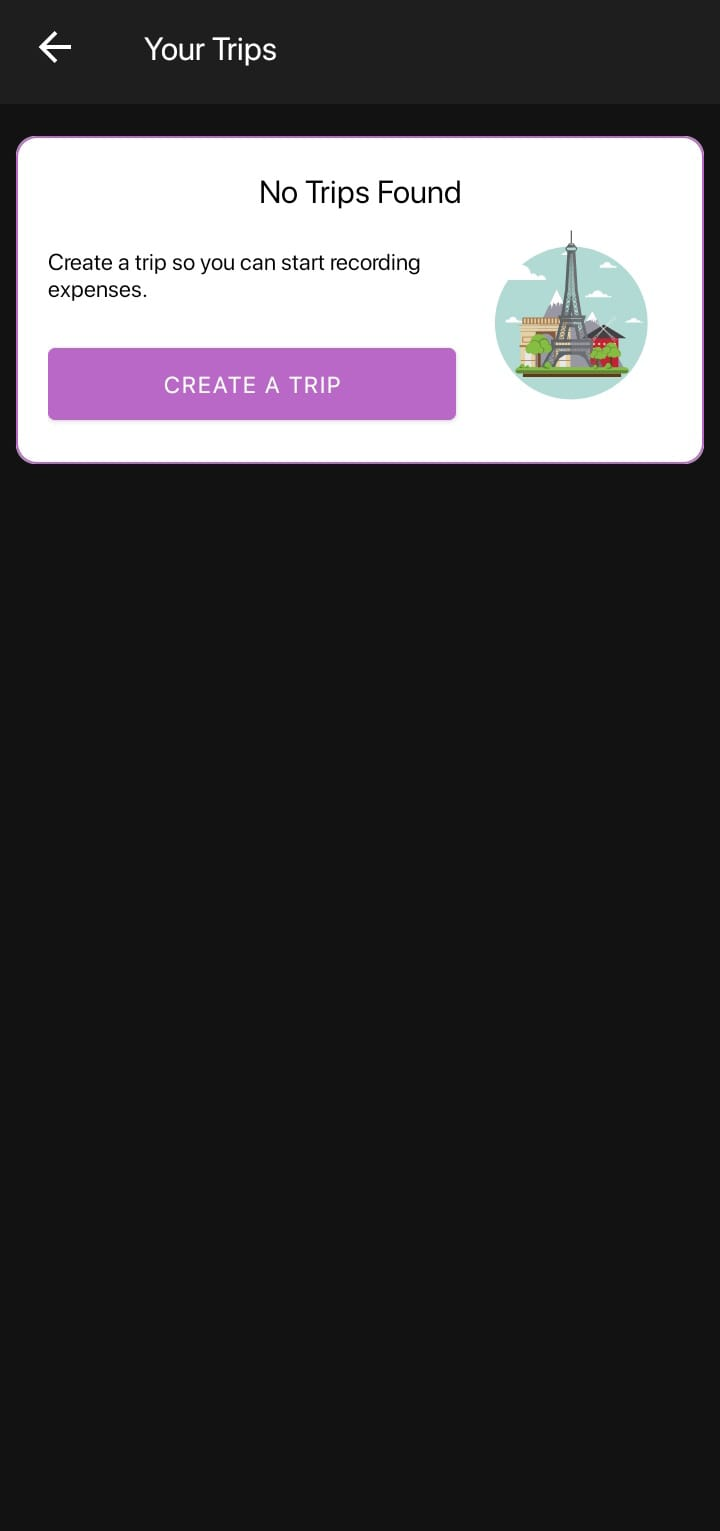 Your Trips
No Trips Found
Create a trip so you can start recording
expenses.
CREATE A TRIP